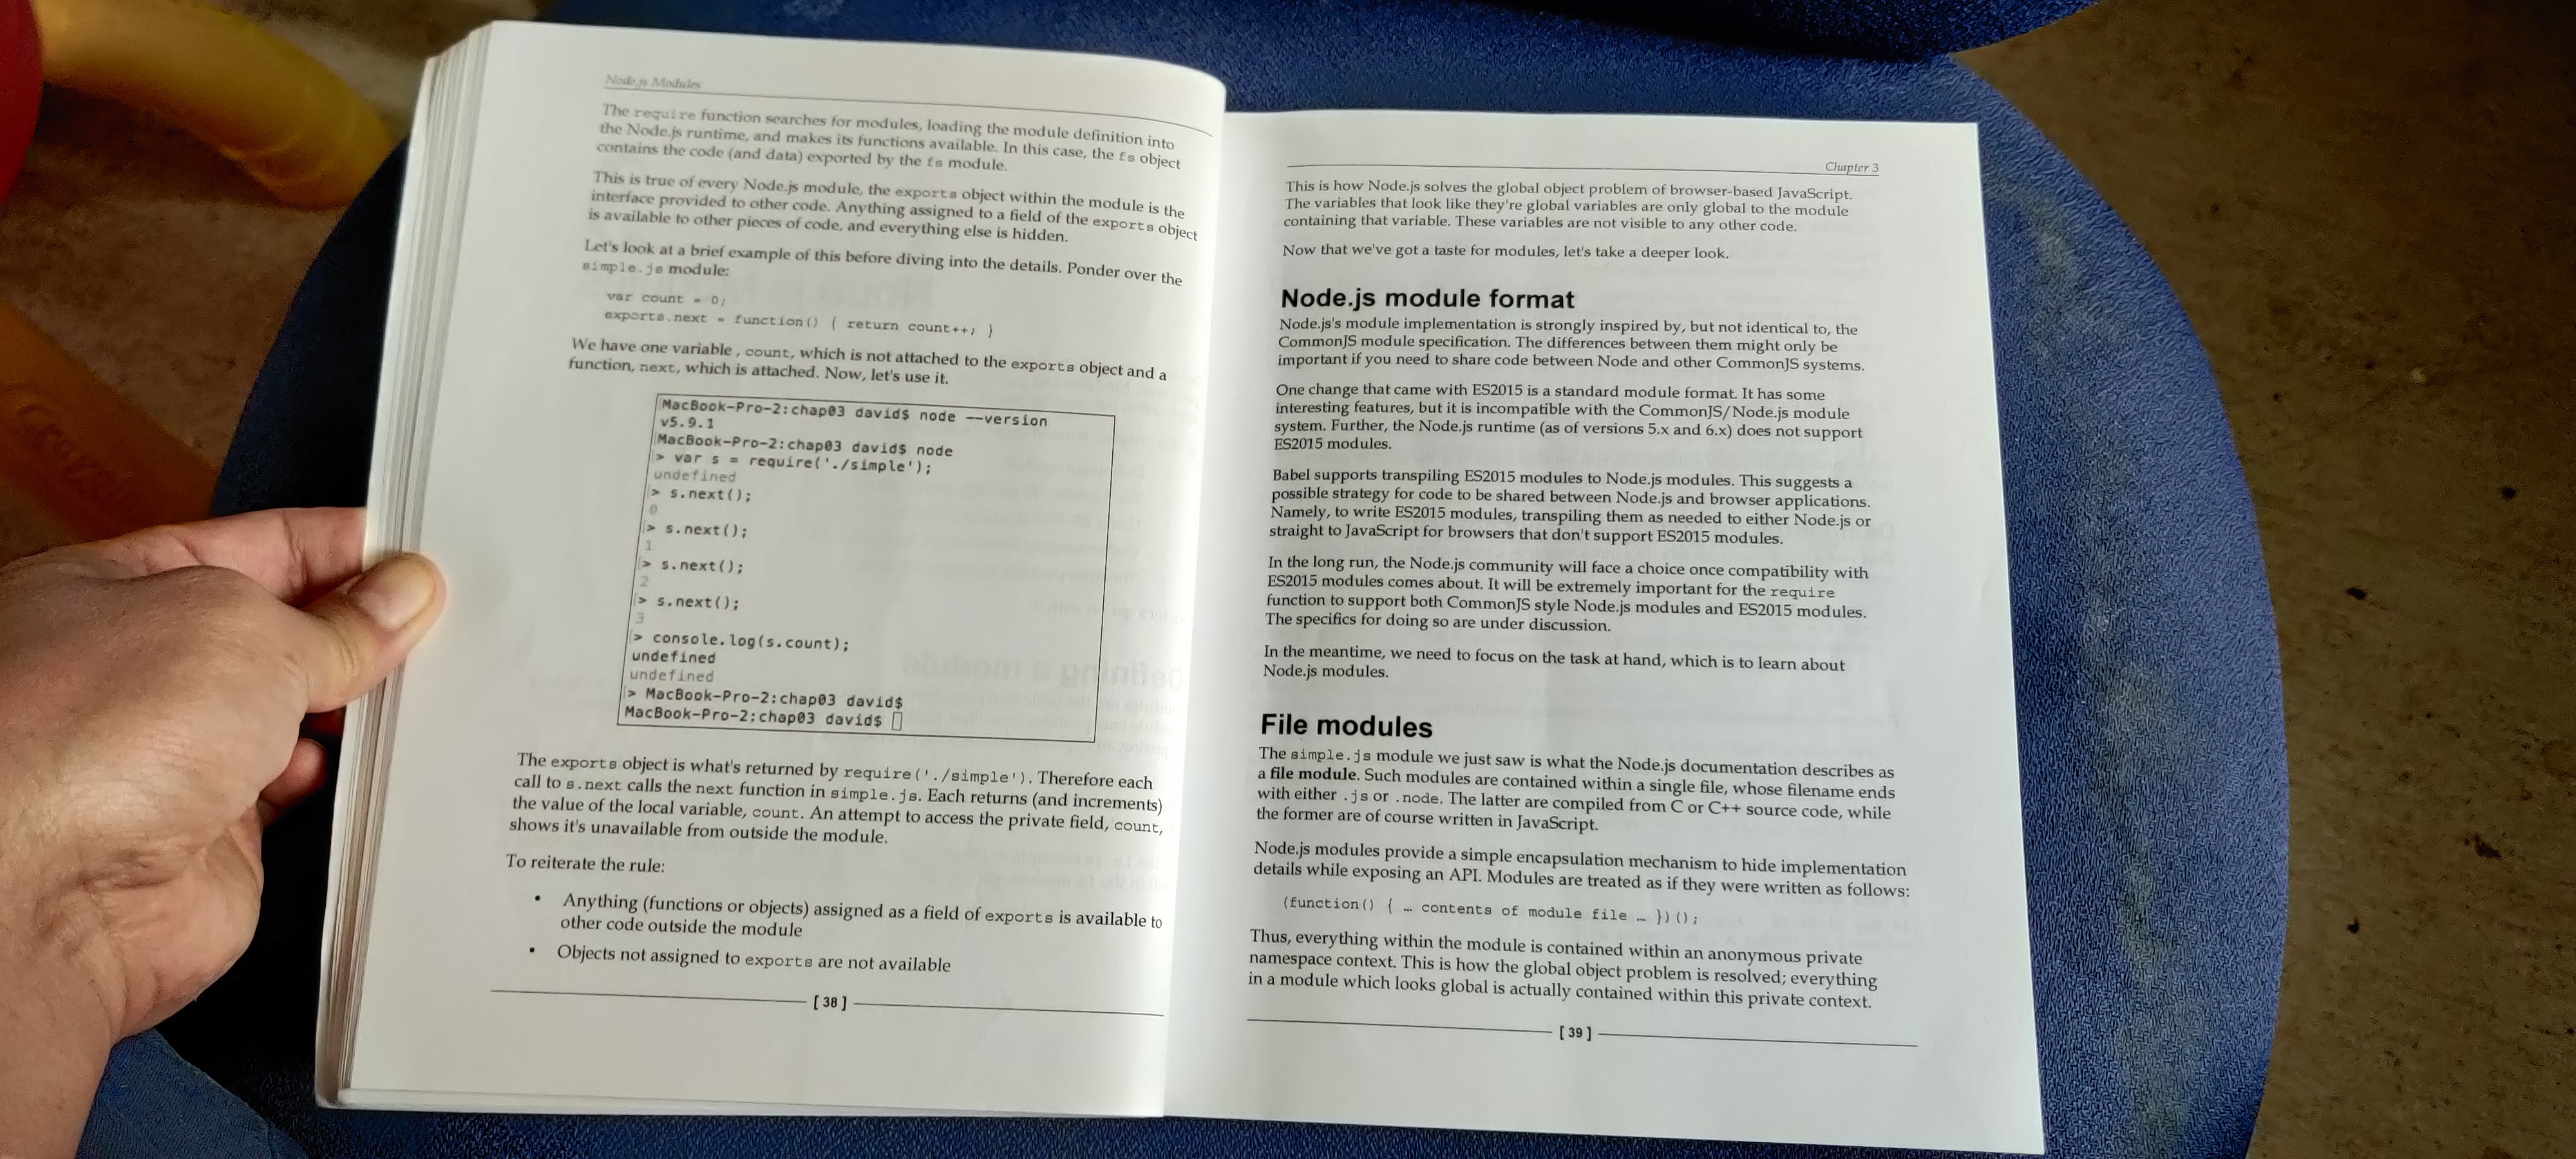 Node.js Modules
The require function searches for modules, loading the module definition into
the Node.js runtime, and makes its functions available. In this case, the fs object
contains the code (and data) exported by the fs module.
This is true of every Node.js module, the exports object within the module is the
interface provided to other code. Anything assigned to a field of the exports object
is available to other pieces of code, and everything else is hidden.
Let's look at a brief example of this before diving into the details. Ponder over the
simple.js module:
var count = 0;
exports.next = function() { return count++; }
We have one variable , count, which is not attached to the exports object and a
function, next, which is attached. Now, let's use it.
MacBook-Pro-2:chap03 david$ node --version
v5.9.1
MacBook-Pro-2:chap03 david$ node
> var s = require('./simple');
undefined
> s.next();
0
> s.next();
1
> s.next();
2
> s.next();
3
> console.log(s.count);
undefined
undefined
> MacBook-Pro-2:chap03 david$
MacBook-Pro-2:chap03 david$
The exports object is what's returned by require('./simple'). Therefore each
call to s.next calls the next function in simple.js. Each returns (and increments)
the value of the local variable, count. An attempt to access the private field, count,
shows it's unavailable from outside the module.
To reiterate the rule:
• Anything (functions or objects) assigned as a field of exports is available to
other code outside the module
• Objects not assigned to exports are not available
[ 38 ]
Chapter 3
This is how Node.js solves the global object problem of browser-based JavaScript.
The variables that look like they're global variables are only global to the module
containing that variable. These variables are not visible to any other code.
Now that we've got a taste for modules, let's take a deeper look.
Node.js module format
Node.js's module implementation is strongly inspired by, but not identical to, the
CommonJS module specification. The differences between them might only be
important if you need to share code between Node and other CommonJS systems.
One change that came with ES2015 is a standard module format. It has some
interesting features, but it is incompatible with the CommonJS/Node.js module
system. Further, the Node.js runtime (as of versions 5.x and 6.x) does not support
ES2015 modules.
Babel supports transpiling ES2015 modules to Node.js modules. This suggests a
possible strategy for code to be shared between Node.js and browser applications.
Namely, to write ES2015 modules, transpiling them as needed to either Node.js or
straight to JavaScript for browsers that don't support ES2015 modules.
In the long run, the Node.js community will face a choice once compatibility with
ES2015 modules comes about. It will be extremely important for the require
function to support both CommonJS style Node.js modules and ES2015 modules.
The specifics for doing so are under discussion.
In the meantime, we need to focus on the task at hand, which is to learn about
Node.js modules.
File modules
The simple.js module we just saw is what the Node.js documentation describes as
a file module. Such modules are contained within a single file, whose filename ends
with either .js or .node. The latter are compiled from C or C++ source code, while
the former are of course written in JavaScript.
Node.js modules provide a simple encapsulation mechanism to hide implementation
details while exposing an API. Modules are treated as if they were written as follows:
(function() { … contents of module file … })();
Thus, everything within the module is contained within an anonymous private
namespace context. This is how the global object problem is resolved; everything
in a module which looks global is actually contained within this private context.
[ 39 ]